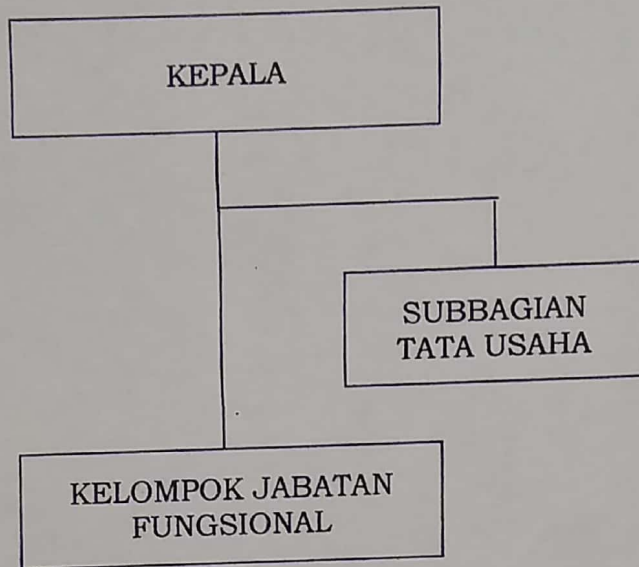 KEPALA
SUBBAGIAN
TATA USAHA
KELOMPOK JABATAN
FUNGSIONAL